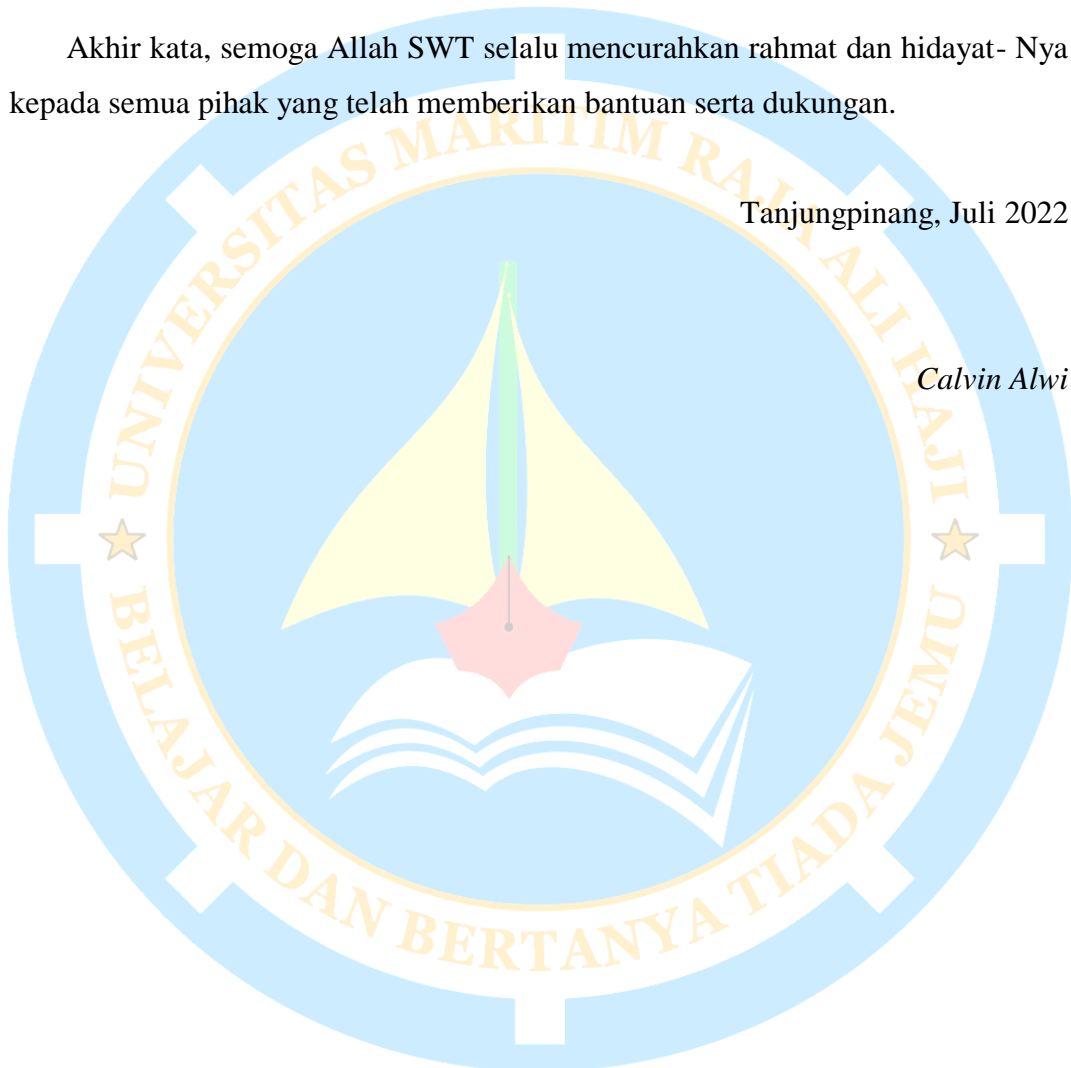 Akhir kata, semoga Allah SWT selalu mencurahkan rahmat dan hidayat- Nya
kepada semua pihak yang telah memberikan bantuan serta dukungan.
Tanjungpinang, Juli 2022
Calvin Alwi
UNIVERSITAS MARITIM RAJA ALI HAJI
BELAJAR DAN BERTANYA TIADA JEMU